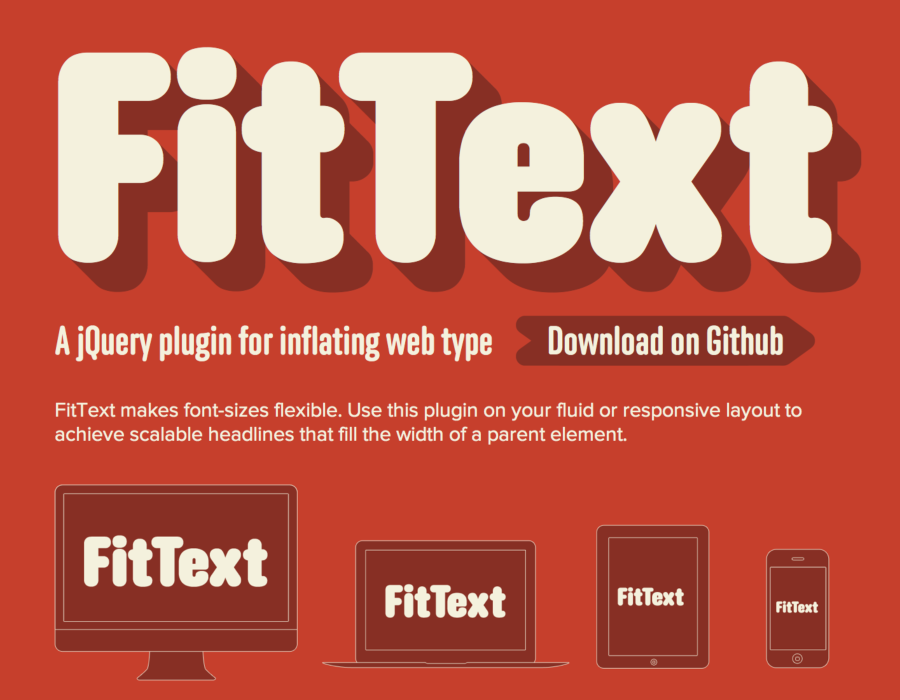 FitText
A jQuery plugin for inflating web type
Download on Github
FitText makes font-sizes flexible. Use this plugin on your fluid or responsive layout to
achieve scalable headlines that fill the width of a parent element.
FitText
FitText
FitText
FitText